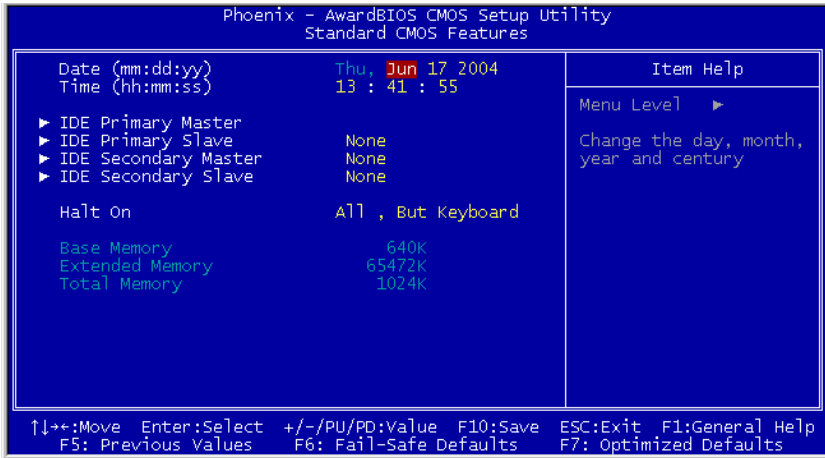 Phoenix - AwardBIOS CMOS Setup Utility
Standard CMOS Features
Date (mm:dd:yy) Thu, Jun 17 2004
Time (hh:mm:ss) 13 : 41 : 55
► IDE Primary Master
► IDE Primary Slave None
► IDE Secondary Master None
► IDE Secondary Slave None
Halt On All , But Keyboard
Base Memory 640K
Extended Memory 65472K
Total Memory 1024K
Item Help
Menu Level ►
Change the day, month,
year and century
↑↓→←:Move Enter:Select +/-/PU/PD:Value F10:Save ESC:Exit F1:General Help
F5: Previous Values F6: Fail-Safe Defaults F7: Optimized Defaults